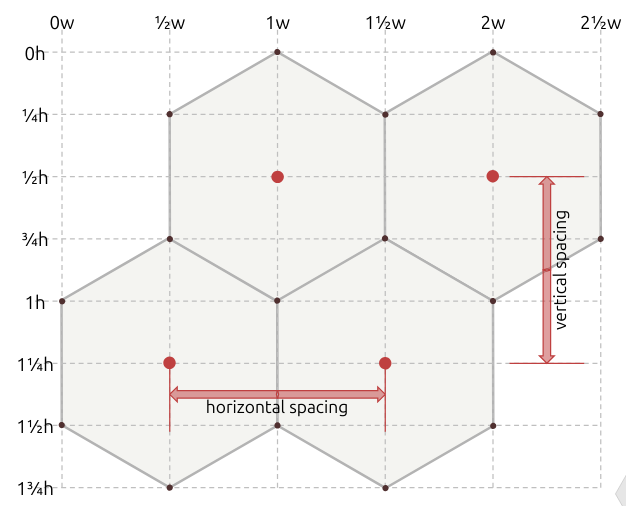 0w ½w 1w 1½w 2w 2½w
0h
¼h
½h
¾h
vertical spacing
1h
1¼h
horizontal spacing
1½h
1¾h